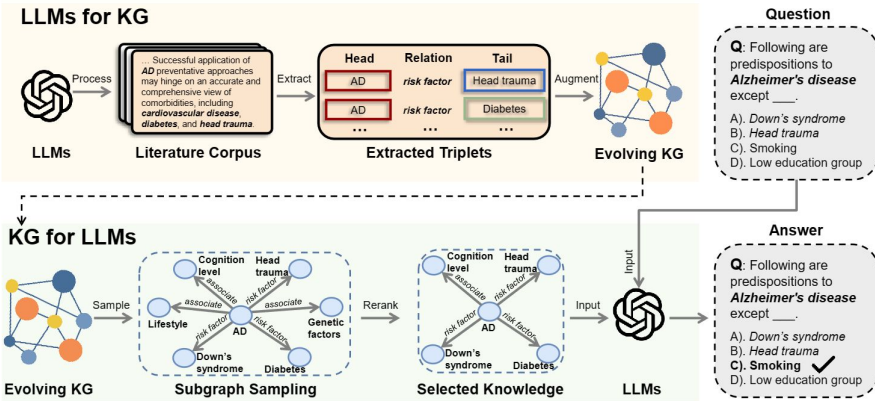 LLMs for KG
Process
LLMs
... Successful application of
AD preventative approaches
may hinge on an accurate and
comprehensive view of
comorbidities, including
cardiovascular disease,
diabetes, and head trauma.
Literature Corpus
Extract
Head Relation Tail
AD risk factor Head trauma
AD risk factor Diabetes
... ... ...
Extracted Triplets
Augment
Evolving KG
Question
Q: Following are
predispositions to
Alzheimer's disease
except ___.
A). Down's syndrome
B). Head trauma
C). Smoking
D). Low education group
KG for LLMs
Evolving KG
Sample
Cognition
level
Head
trauma
associate
risk factor
associate
associate
Lifestyle
AD
Genetic
factors
risk factor
risk factor
Down's
syndrome
Diabetes
Subgraph Sampling
Rerank
Cognition
level
Head
trauma
associate
risk factor
AD
risk factor
risk factor
Down's
syndrome
Diabetes
Selected Knowledge
Input
Input
LLMs
Answer
Q: Following are
predispositions to
Alzheimer's disease
except ___.
A). Down's syndrome
B). Head trauma
C). Smoking
D). Low education group